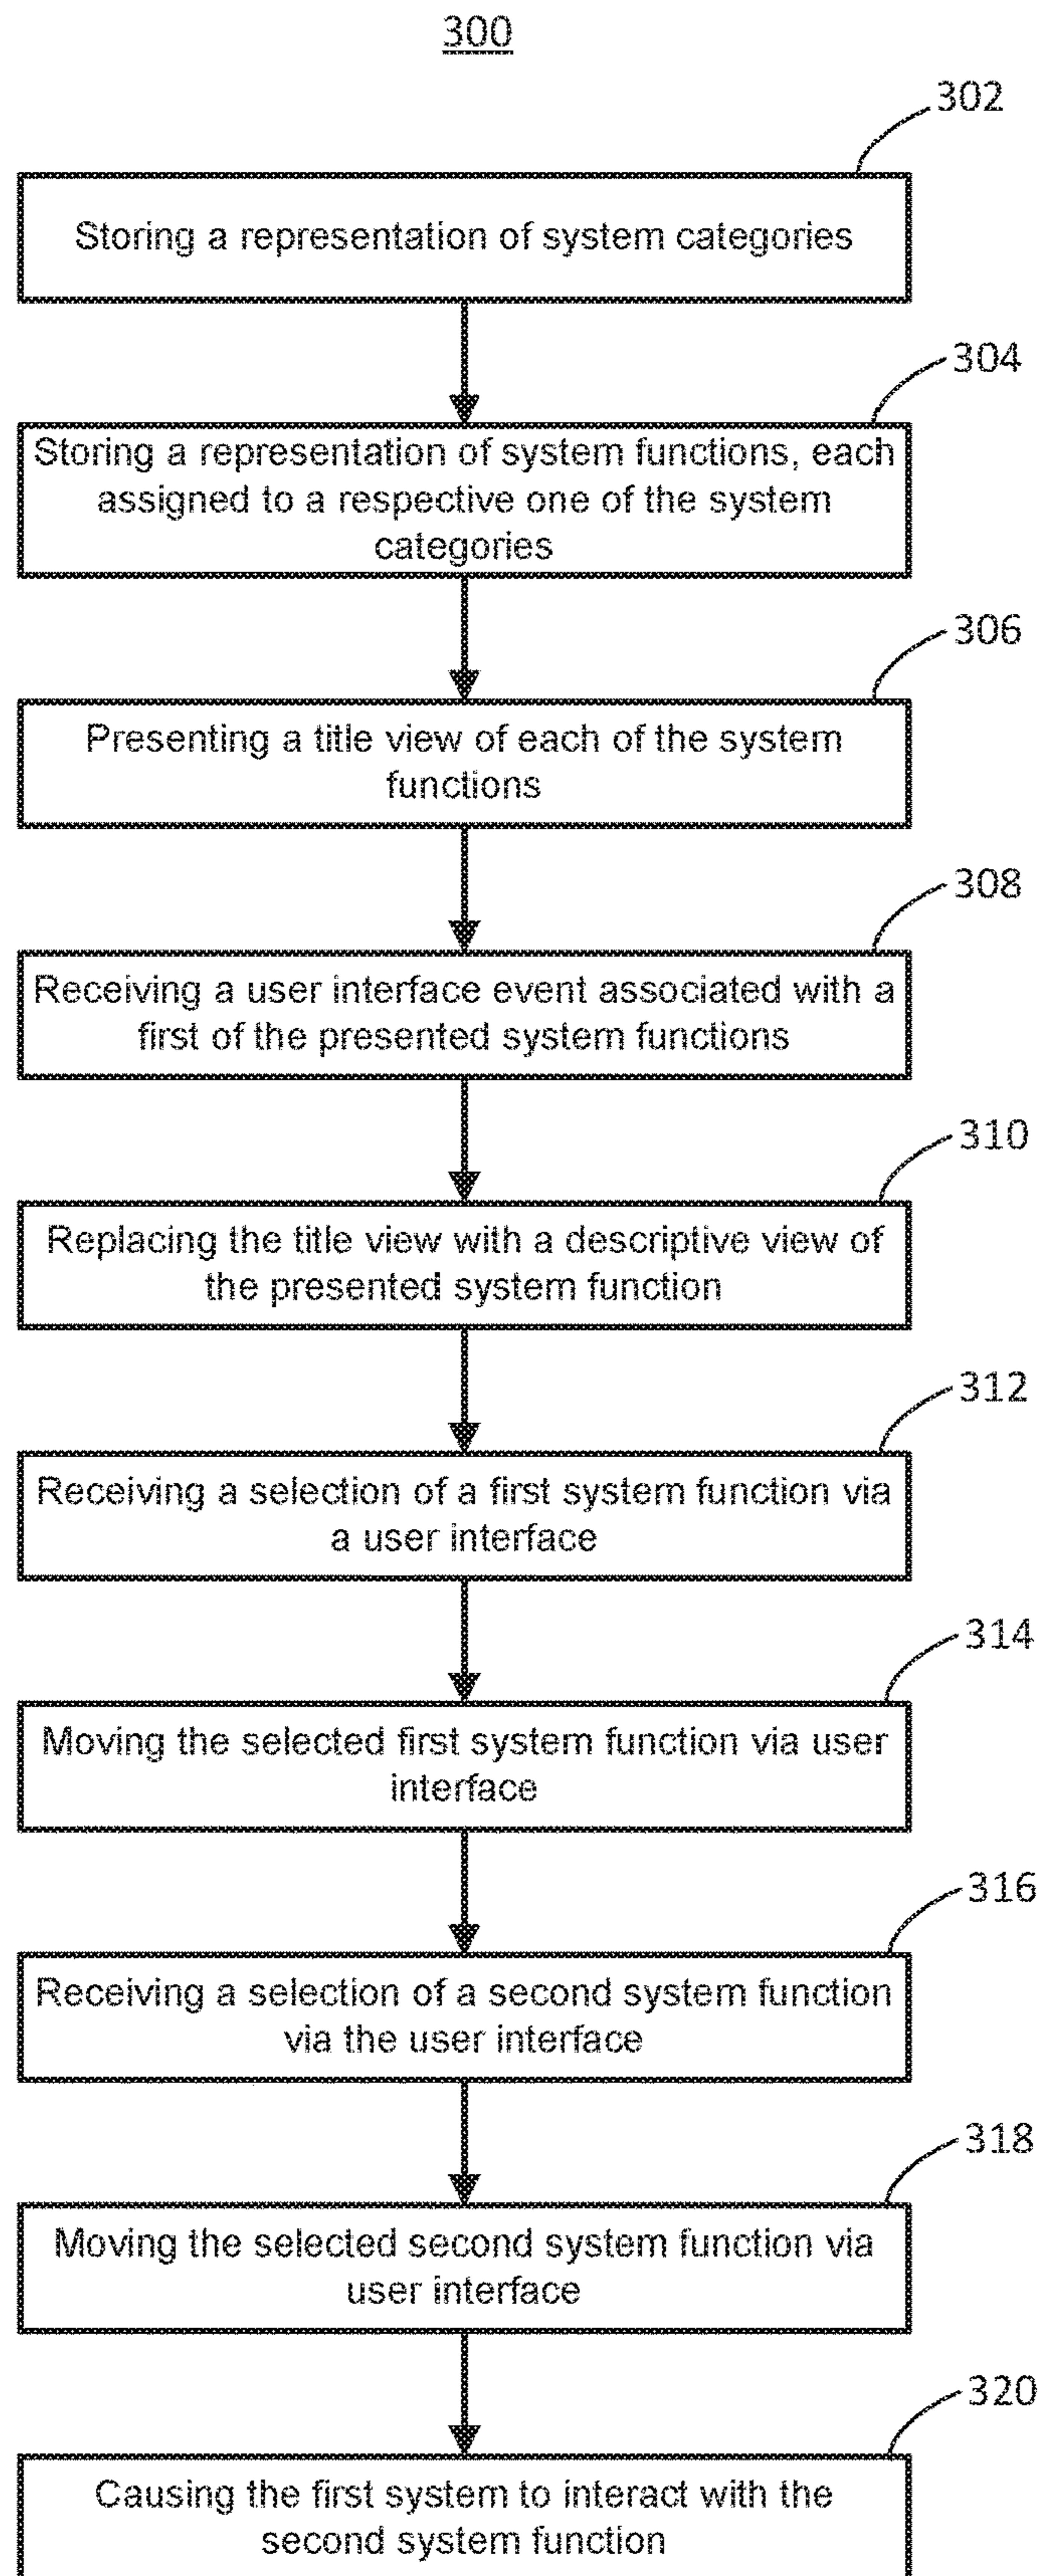 300
302
Storing a representation of system categories
304
Storing a representation of system functions, each
assigned to a respective one of the system
categories
306
Presenting a title view of each of the system
functions
308
Receiving a user interface event associated with a
first of the presented system functions
310
Replacing the title view with a descriptive view of
the presented system function
312
Receiving a selection of a first system function via
a user interface
314
Moving the selected first system function via user
interface
316
Receiving a selection of a second system function
via the user interface
318
Moving the selected second system function via
user interface
320
Causing the first system to interact with the
second system function